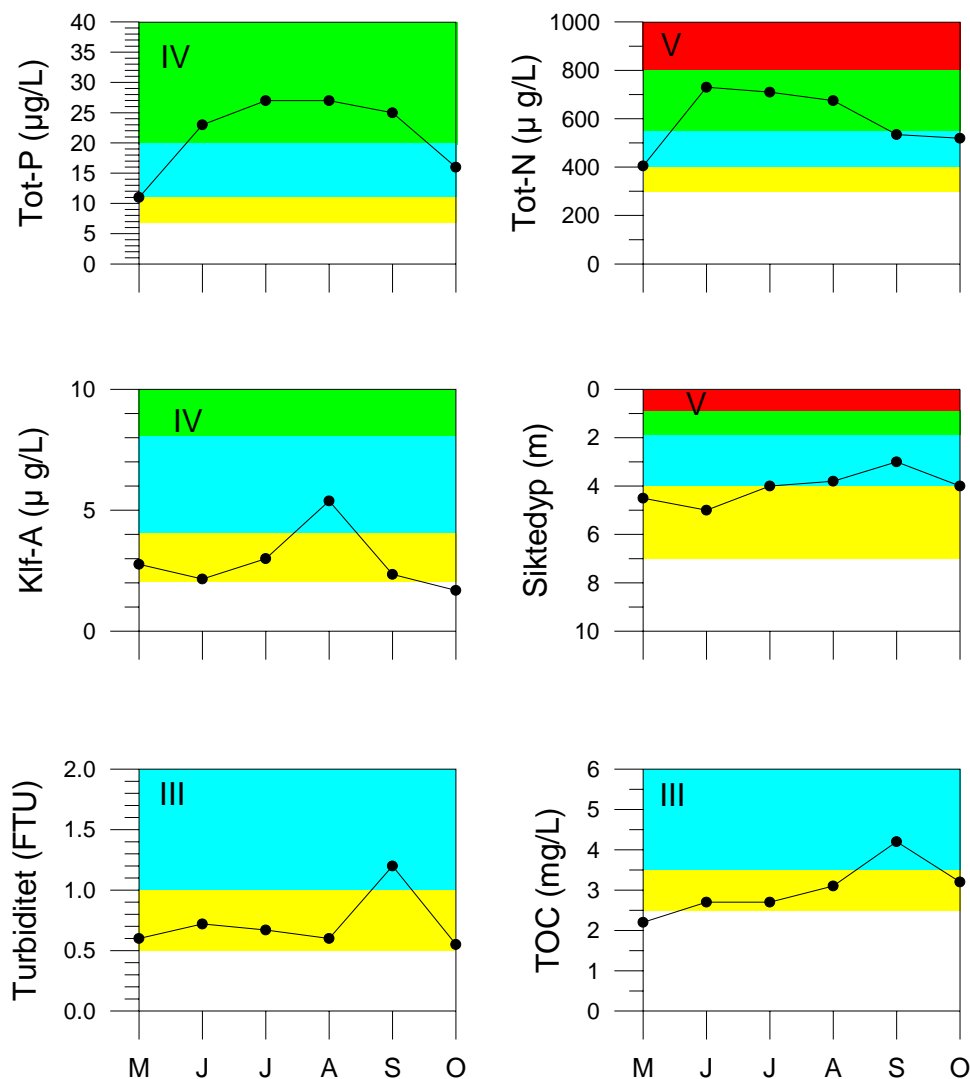 Tot-P (µg/L)
40
35
30
25
20
15
10
5
0
IV
Tot-N (µ g/L)
1000
800
600
400
200
0
V
Klf-A (µ g/L)
10
5
0
IV
Siktedyp (m)
0
2
4
6
8
10
V
Turbiditet (FTU)
2.0
1.5
1.0
0.5
0.0
III
M J J A S O
TOC (mg/L)
6
5
4
3
2
1
0
III
M J J A S O